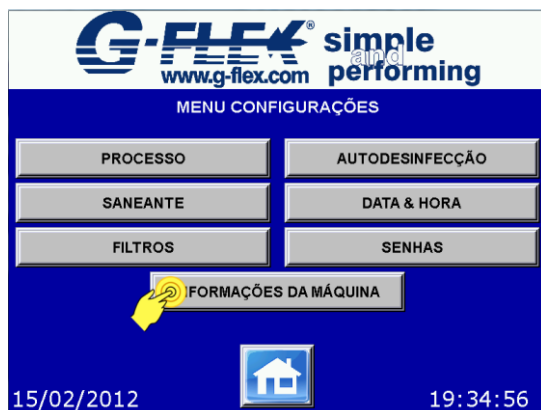 G-FLEX® simple
and
www.g-flex.com performing
MENU CONFIGURAÇÕES
PROCESSO AUTODESINFECÇÃO
SANEANTE DATA & HORA
FILTROS SENHAS
NFORMAÇÕES DA MÁQUINA
15/02/2012 19:34:56